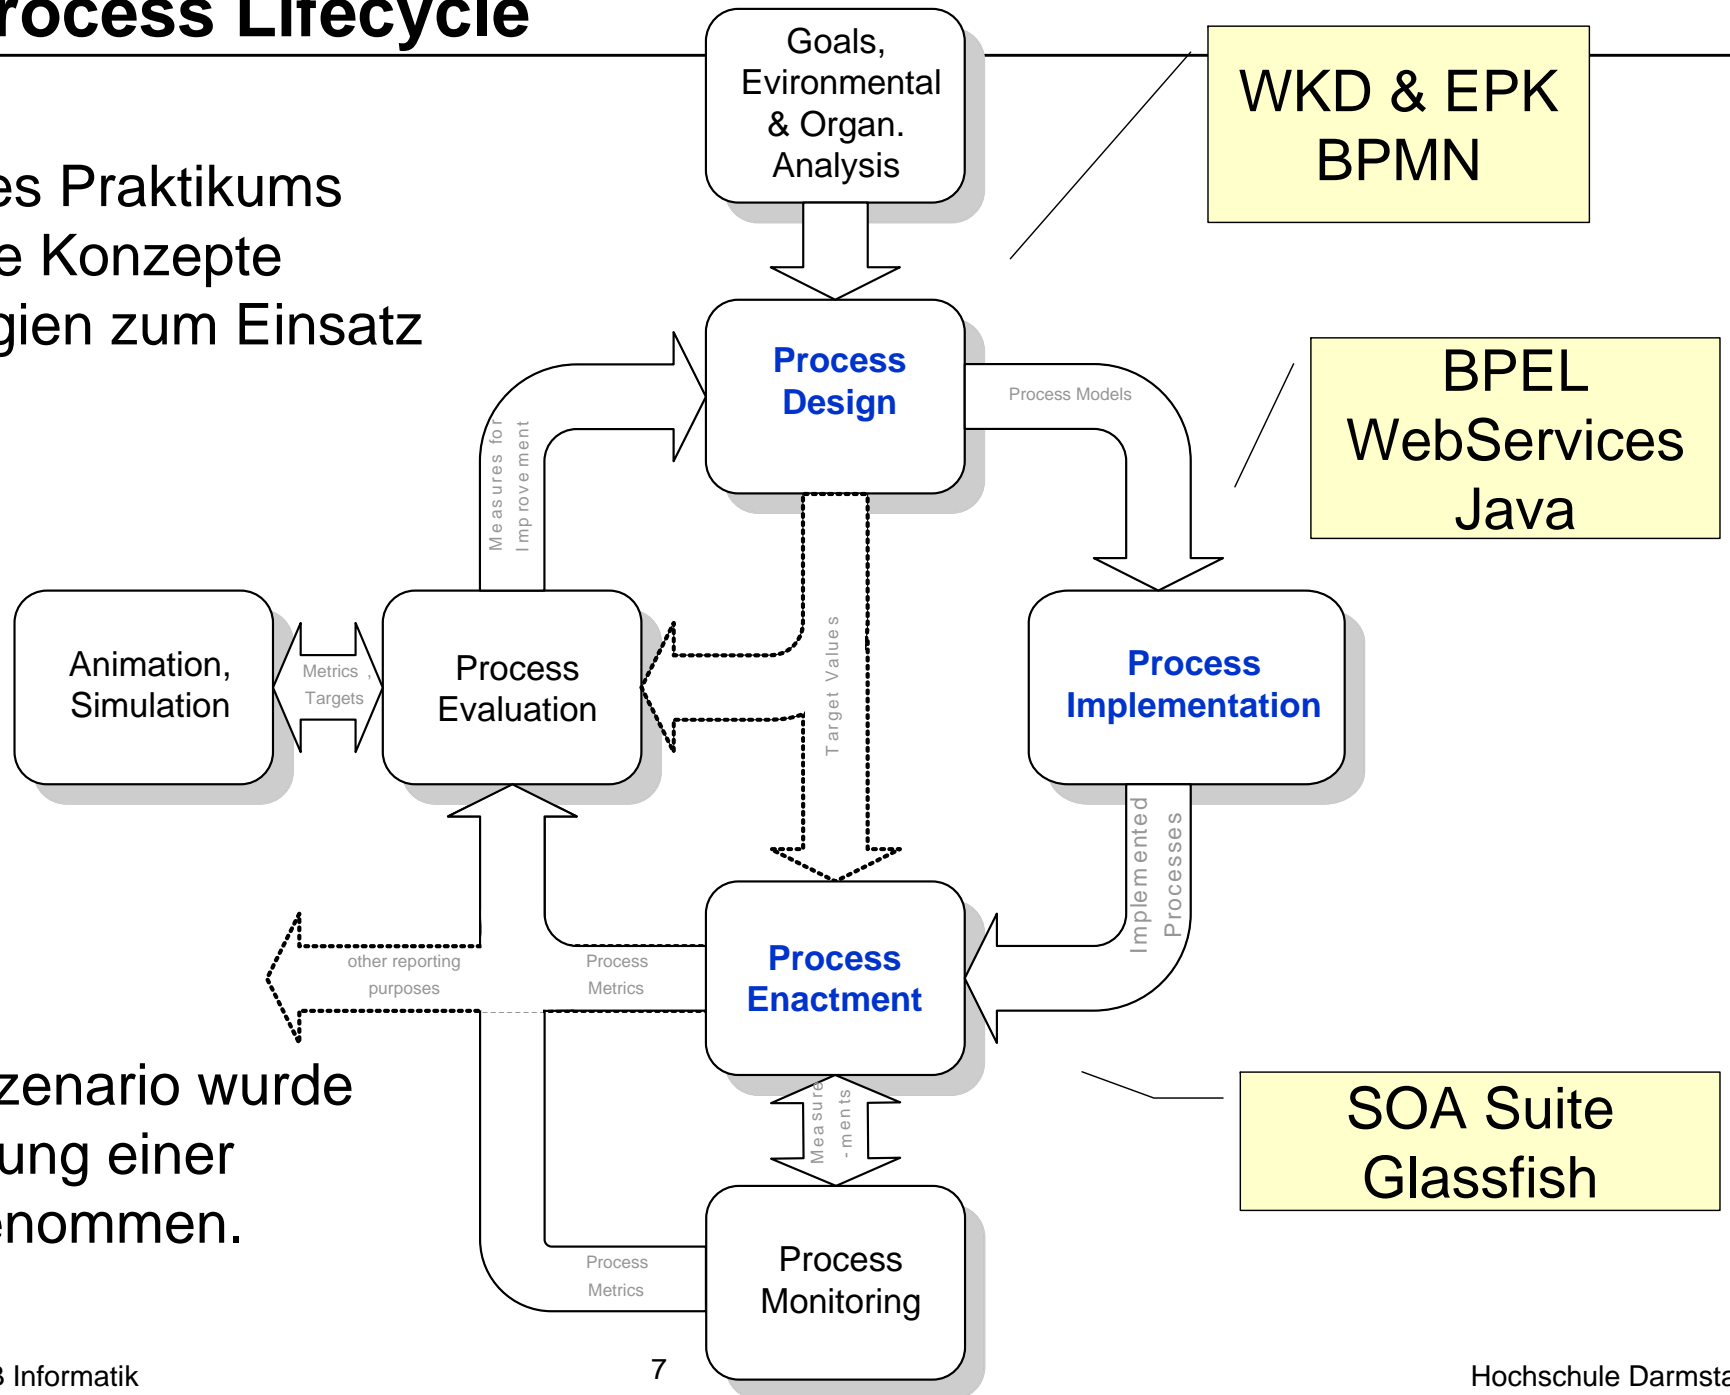 rocess Lifecycle
Goals,
Evironmental
& Organ.
Analysis
WKD & EPK
BPMN
es Praktikums
e Konzepte
gien zum Einsatz
Process
Design
Process Models
BPEL
WebServices
Java
Measures for
Improvement
Animation,
Simulation
Metrics ,
Targets
Process
Evaluation
Target Values
Process
Implementation
Implemented
Processes
other reporting
purposes
Process
Metrics
Process
Enactment
zenario wurde
ung einer
enommen.
Measure
-ments
SOA Suite
Glassfish
Process
Metrics
Process
Monitoring
B Informatik
7
Hochschule Darmsta